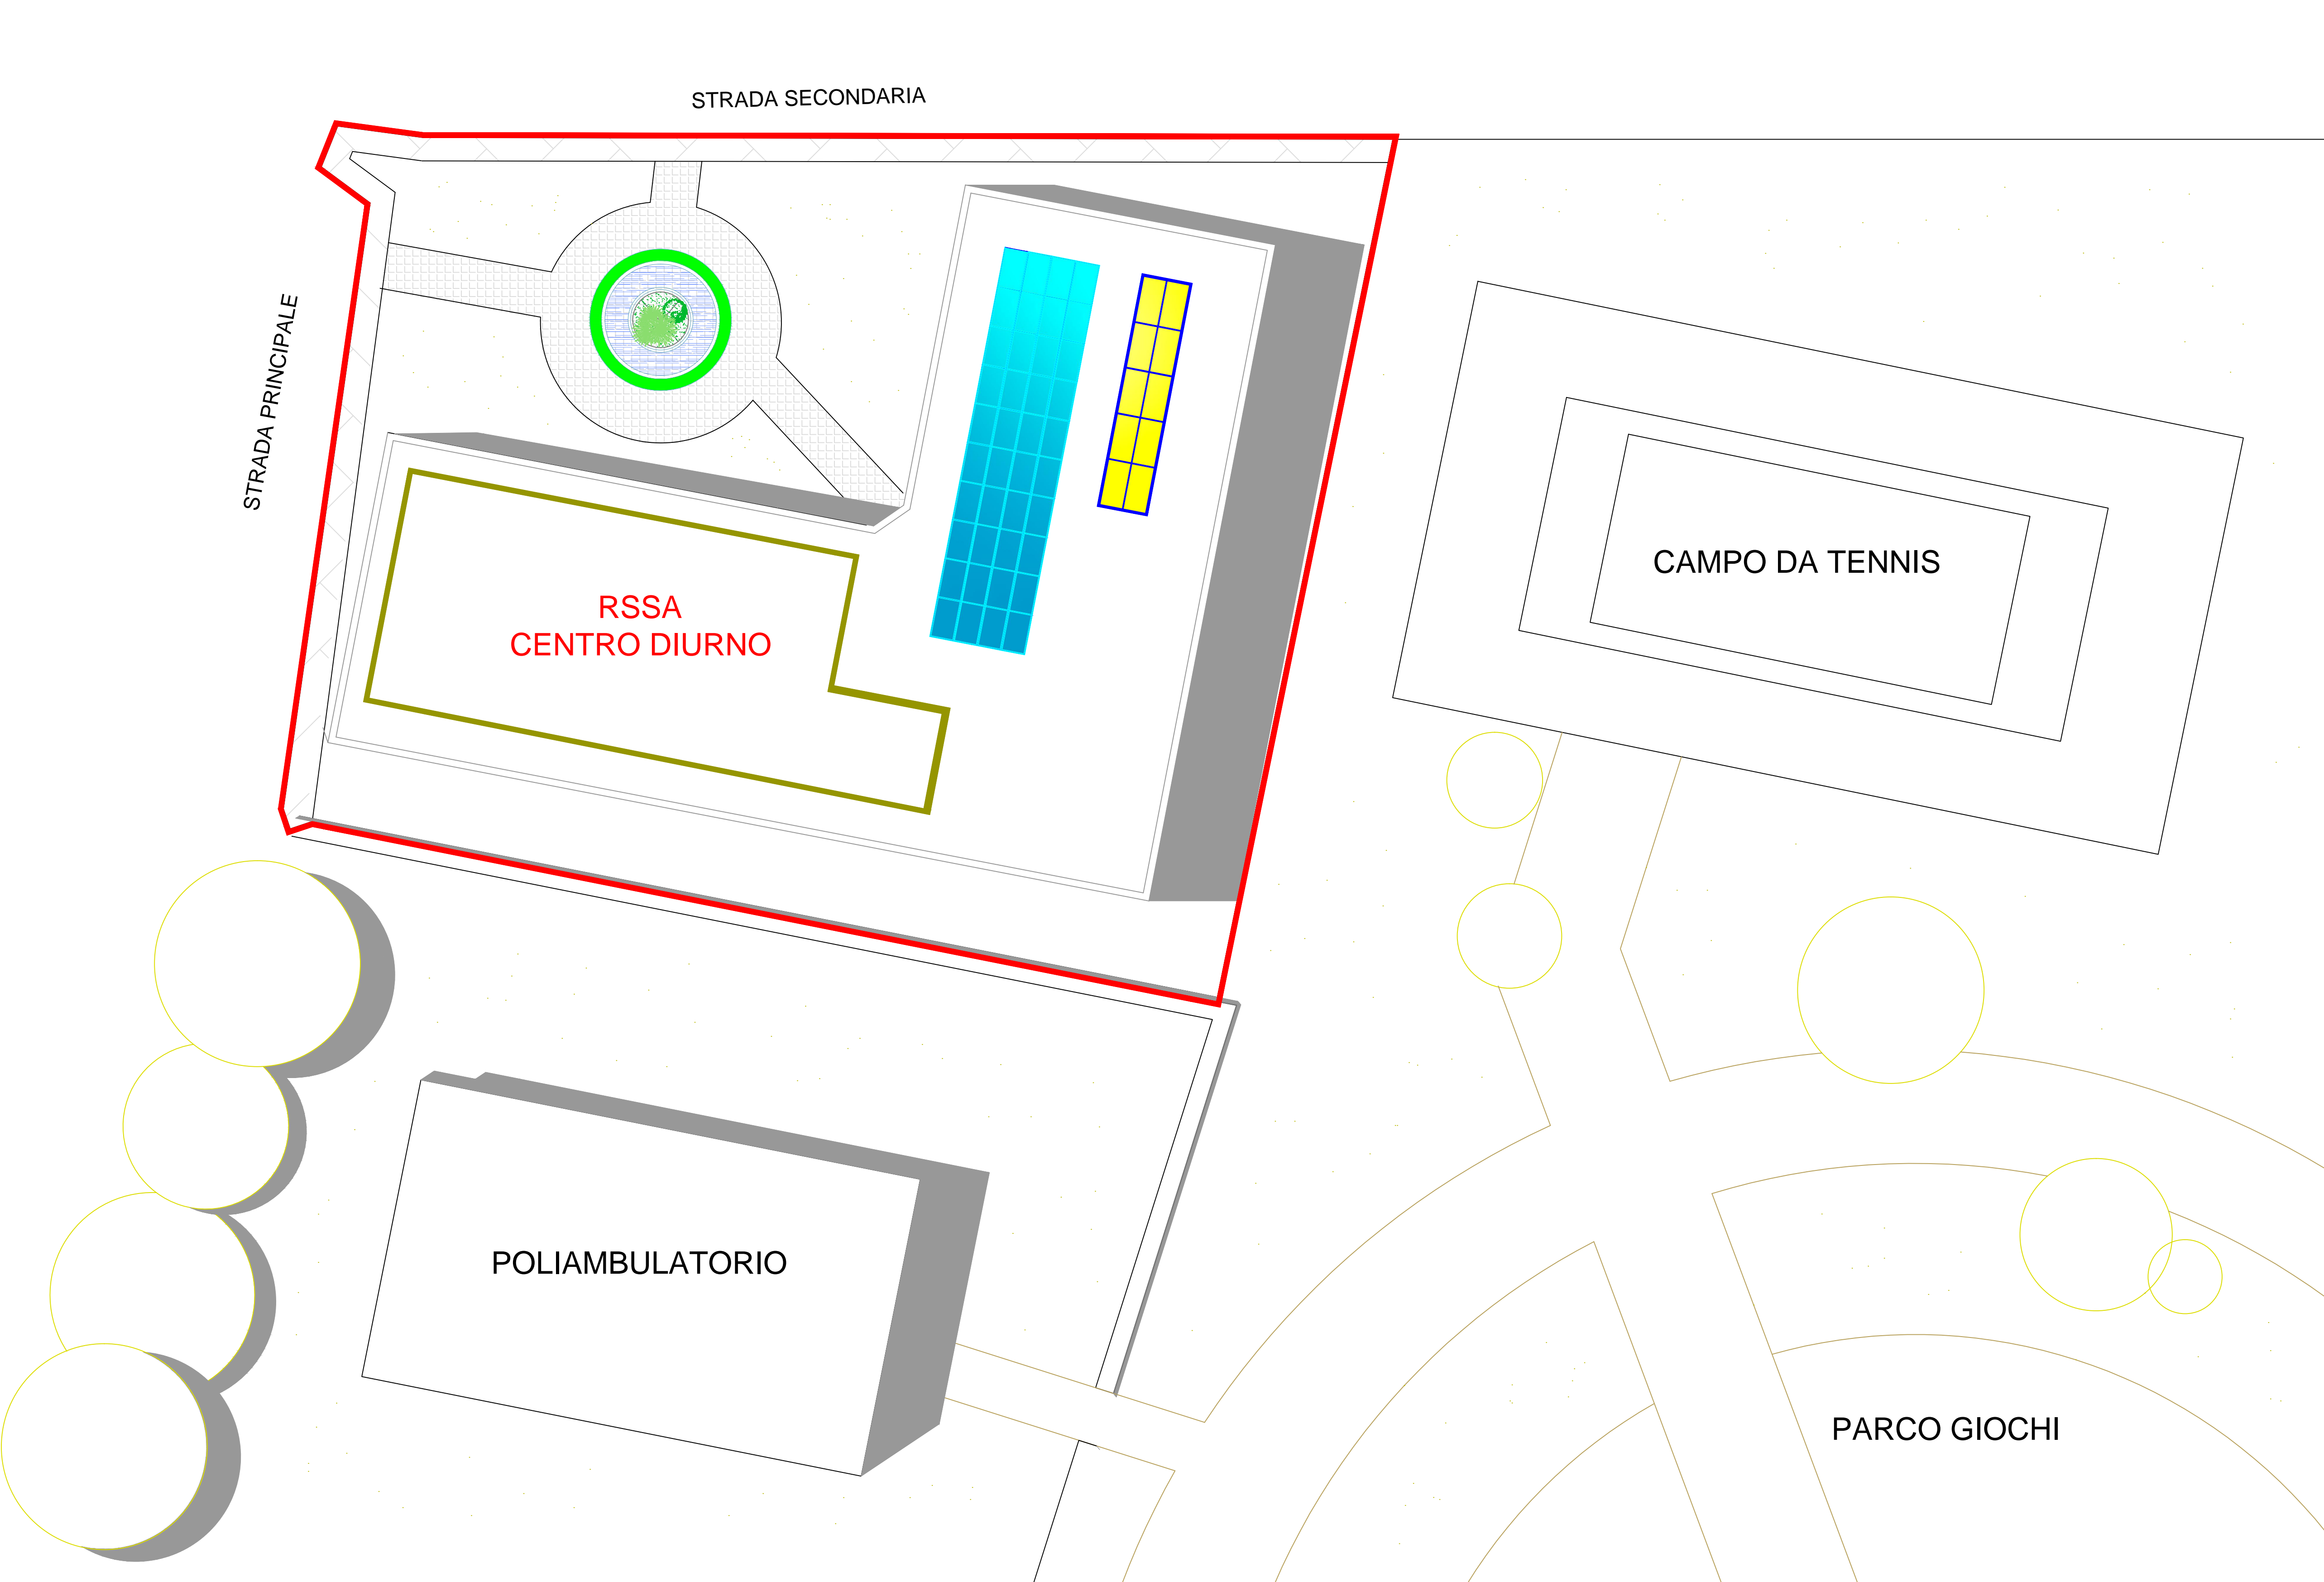 STRADA SECONDARIA
STRADA PRINCIPALE
CAMPO DA TENNIS
RSSA
CENTRO DIURNO
POLIAMBULATORIO
PARCO GIOCHI